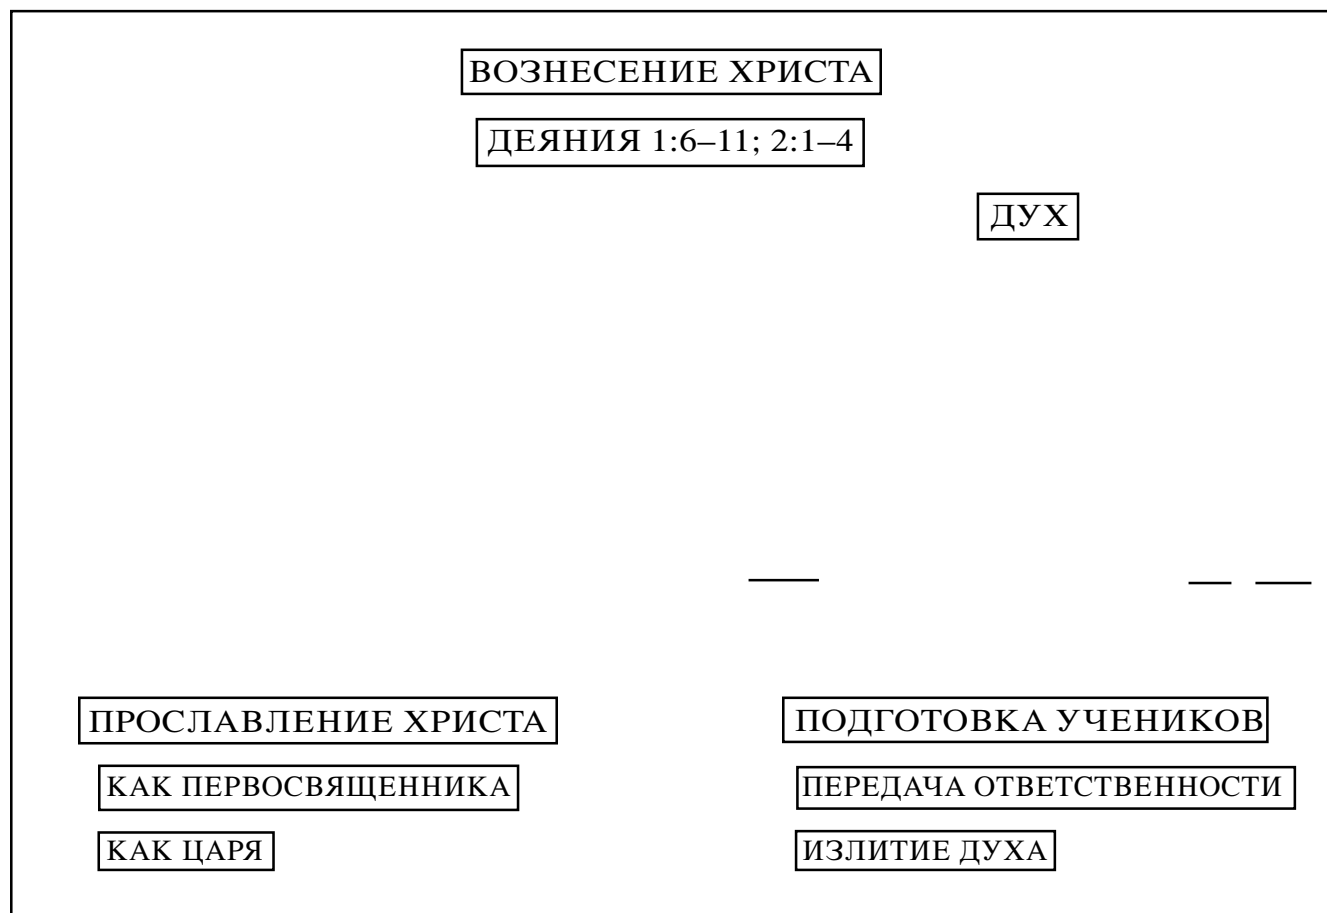 ВОЗНЕСЕНИЕ ХРИСТА
ДЕЯНИЯ 1:6–11; 2:1–4
ДУХ
ПРОСЛАВЛЕНИЕ ХРИСТА
КАК ПЕРВОСВЯЩЕННИКА
КАК ЦАРЯ
ПОДГОТОВКА УЧЕНИКОВ
ПЕРЕДАЧА ОТВЕТСТВЕННОСТИ
ИЗЛИТИЕ ДУХА